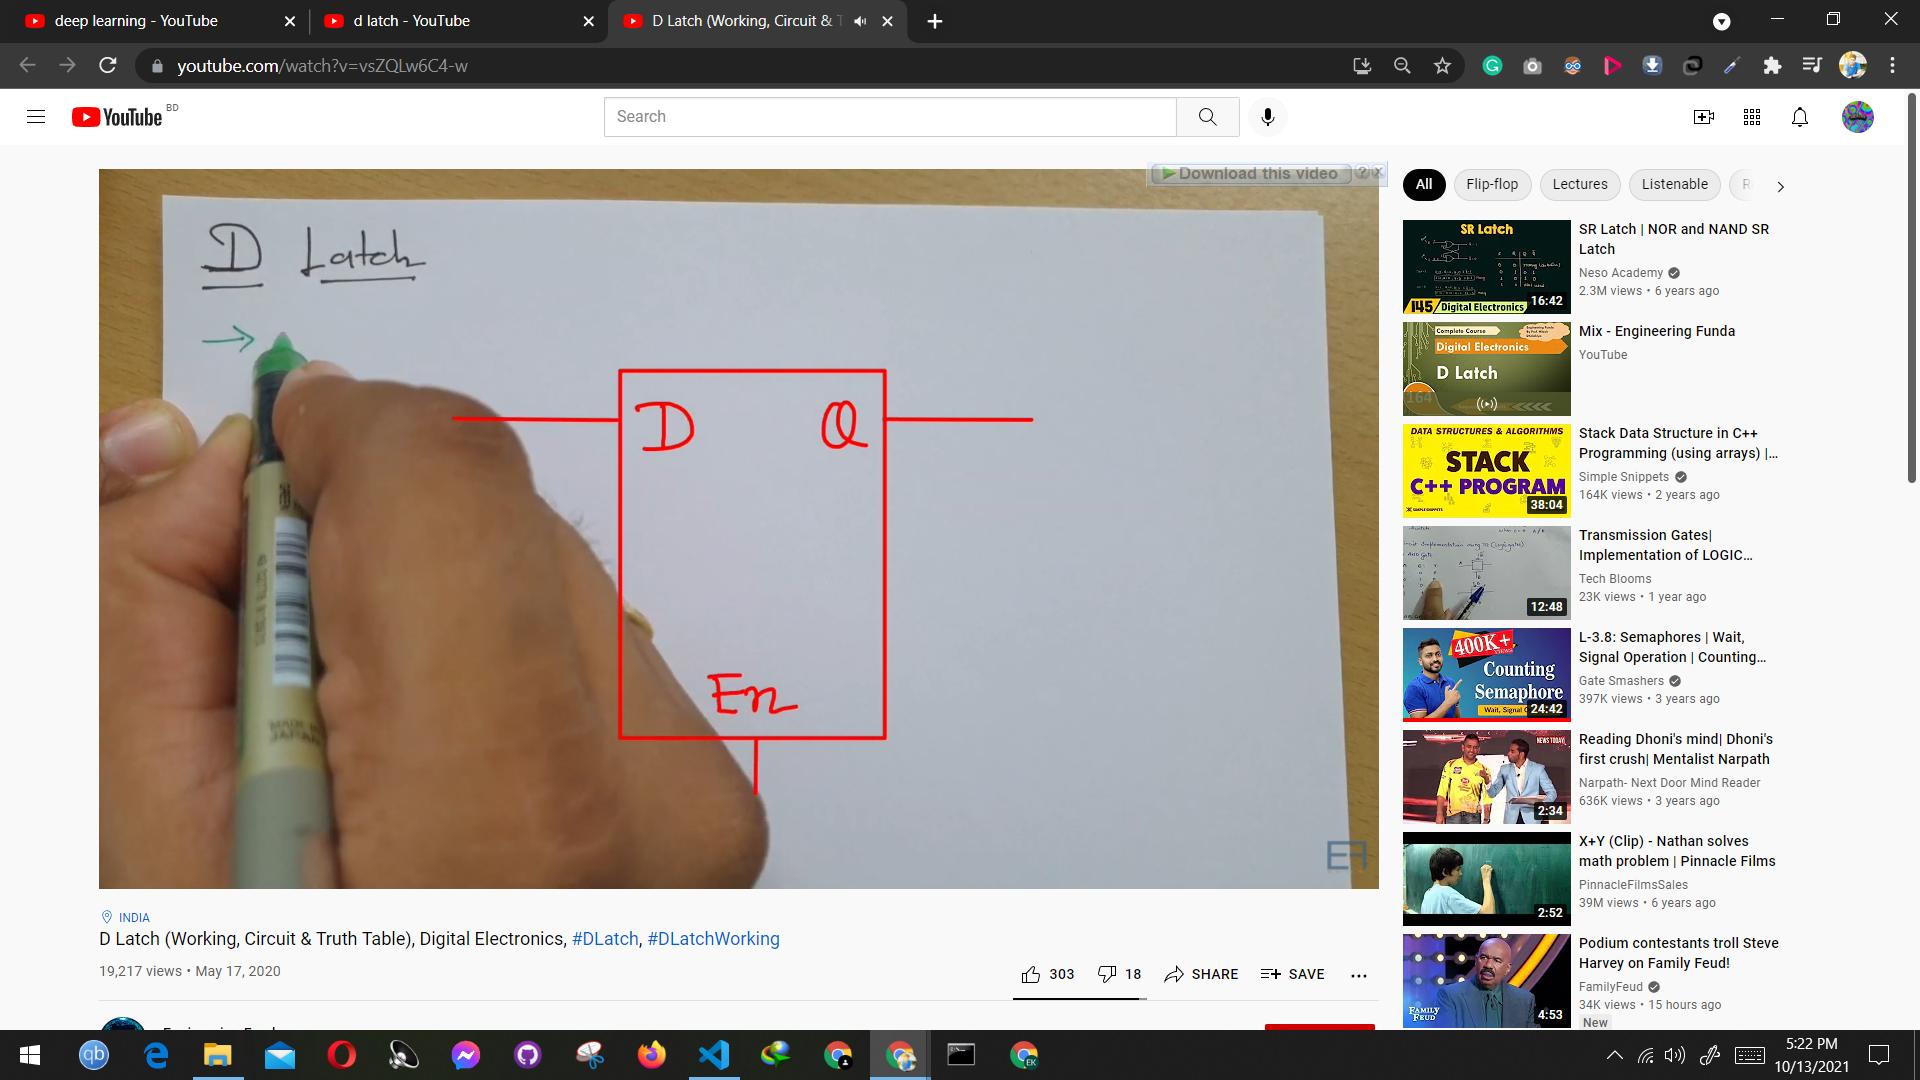 deep learning - YouTube
d latch - YouTube
D Latch (Working, Circuit &
youtube.com/watch?v=vsZQLw6C4-w
YouTube BD
Search
Download this video
D Latch
D Q
En
All
Flip-flop
Lectures
Listenable
SR Latch
145 Digital Electronics
16:42
SR Latch | NOR and NAND SR
Latch
Neso Academy
2.3M views • 6 years ago
Complete Course
Digital Electronics
D Latch
164
Mix - Engineering Funda
YouTube
DATA STRUCTURES & ALGORITHMS
STACK
C++ PROGRAM
38:04
Stack Data Structure in C++
Programming (using arrays) |...
Simple Snippets
164K views • 2 years ago
12:48
Transmission Gates|
Implementation of LOGIC...
Tech Blooms
23K views • 1 year ago
400K+
VIEWS
Counting
Semaphore
24:42
L-3.8: Semaphores | Wait,
Signal Operation | Counting...
Gate Smashers
397K views • 3 years ago
NEWS TODAY
2:34
Reading Dhoni's mind| Dhoni's
first crush| Mentalist Narpath
Narpath- Next Door Mind Reader
636K views • 3 years ago
2:52
X+Y (Clip) - Nathan solves
math problem | Pinnacle Films
PinnacleFilmsSales
39M views • 6 years ago
FAMILY
FEUD
4:53
Podium contestants troll Steve
Harvey on Family Feud!
FamilyFeud
34K views • 15 hours ago
New
INDIA
D Latch (Working, Circuit & Truth Table), Digital Electronics, #DLatch, #DLatchWorking
19,217 views • May 17, 2020
303
18
SHARE
SAVE
5:22 PM
10/13/2021